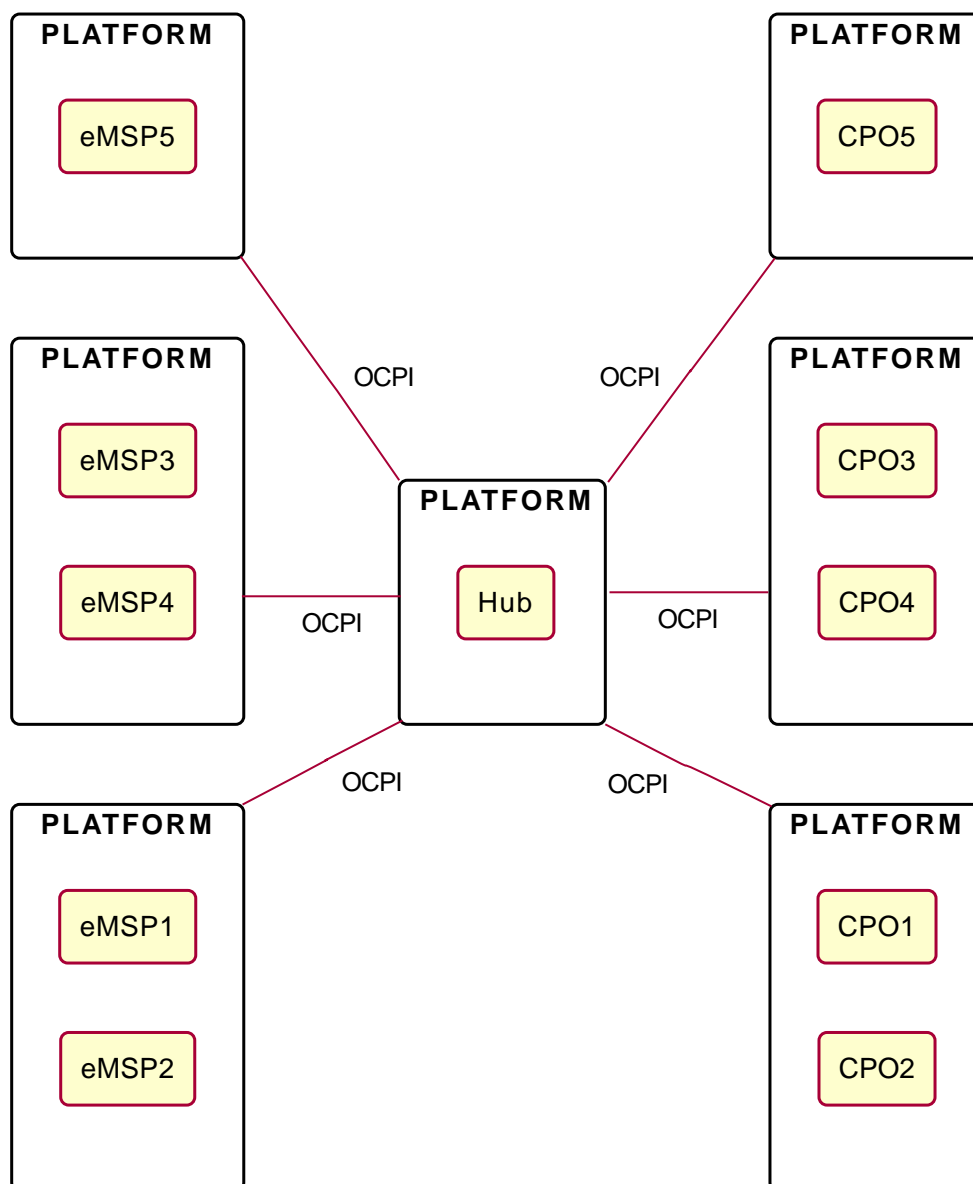 PLATFORM
eMSP5
PLATFORM
CPO5
OCPI
OCPI
PLATFORM
eMSP3
eMSP4
PLATFORM
Hub
PLATFORM
CPO3
CPO4
OCPI
OCPI
OCPI
OCPI
PLATFORM
eMSP1
eMSP2
PLATFORM
CPO1
CPO2